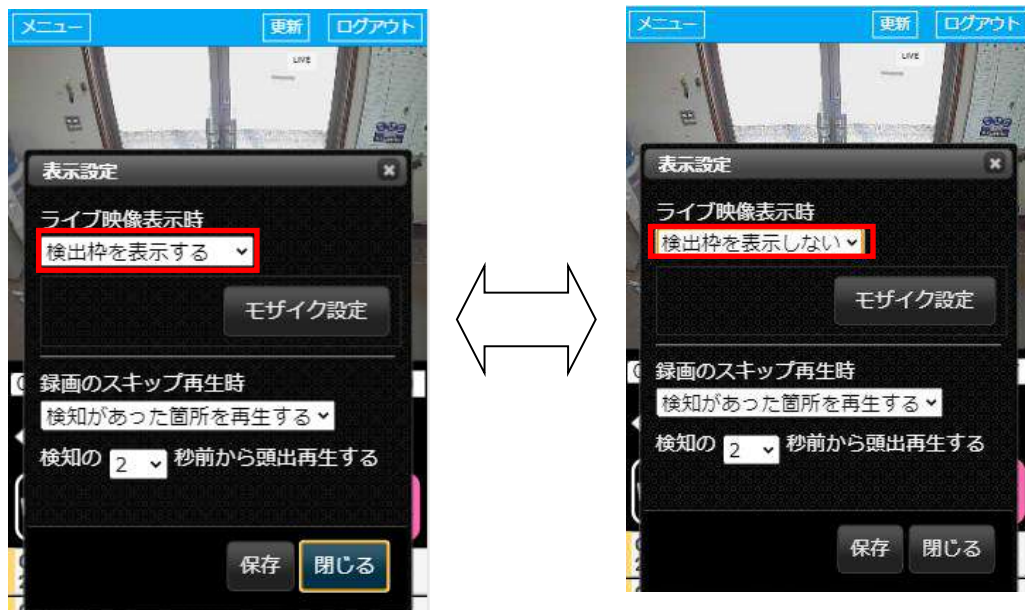 メニュー 更新 ログアウト
LIVE
表示設定
ライブ映像表示時
検出枠を表示する
モザイク設定
録画のスキップ再生時
検知があった箇所を再生する
検知の 2 秒前から頭出再生する
保存 閉じる
メニュー 更新 ログアウト
LIVE
表示設定
ライブ映像表示時
検出枠を表示しない
モザイク設定
録画のスキップ再生時
検知があった箇所を再生する
検知の 2 秒前から頭出再生する
保存 閉じる